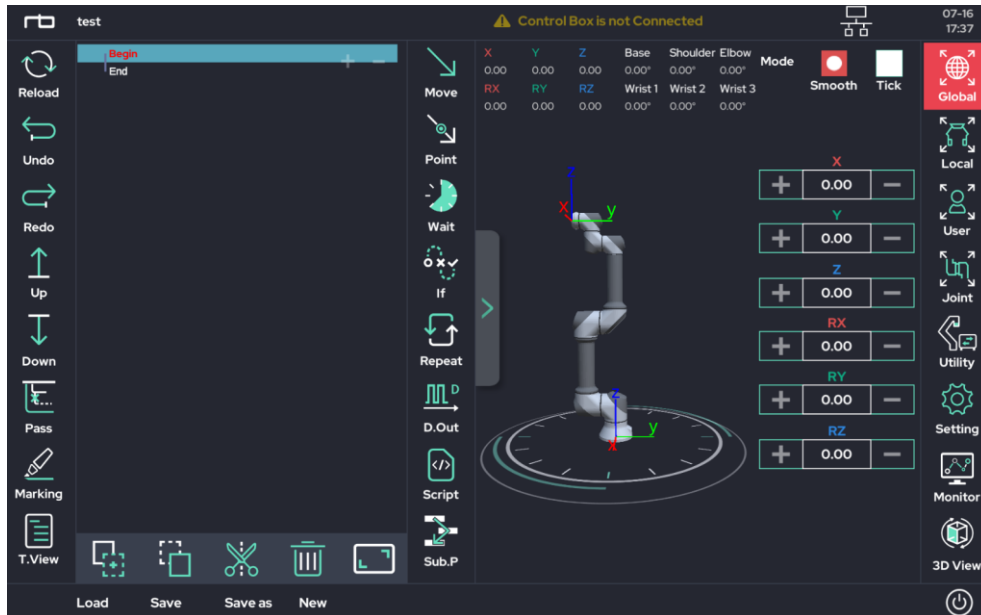 rb test
Control Box is not Connected
07-16
17:37
Reload
Undo
Redo
Up
Down
Pass
Marking
T.View
Begin
End
Move
Point
Wait
If
Repeat
D
D.Out
Script
Sub.P
X Y Z Base Shoulder Elbow
0.00 0.00 0.00 0.00° 0.00° 0.00°
RX RY RZ Wrist 1 Wrist 2 Wrist 3
0.00 0.00 0.00 0.00° 0.00° 0.00°
Mode
Smooth
Tick
z
x y
z
y
x
X
0.00
Y
0.00
Z
0.00
RX
0.00
RY
0.00
RZ
0.00
Global
Local
User
Joint
Utility
Setting
Monitor
3D View
Load Save Save as New